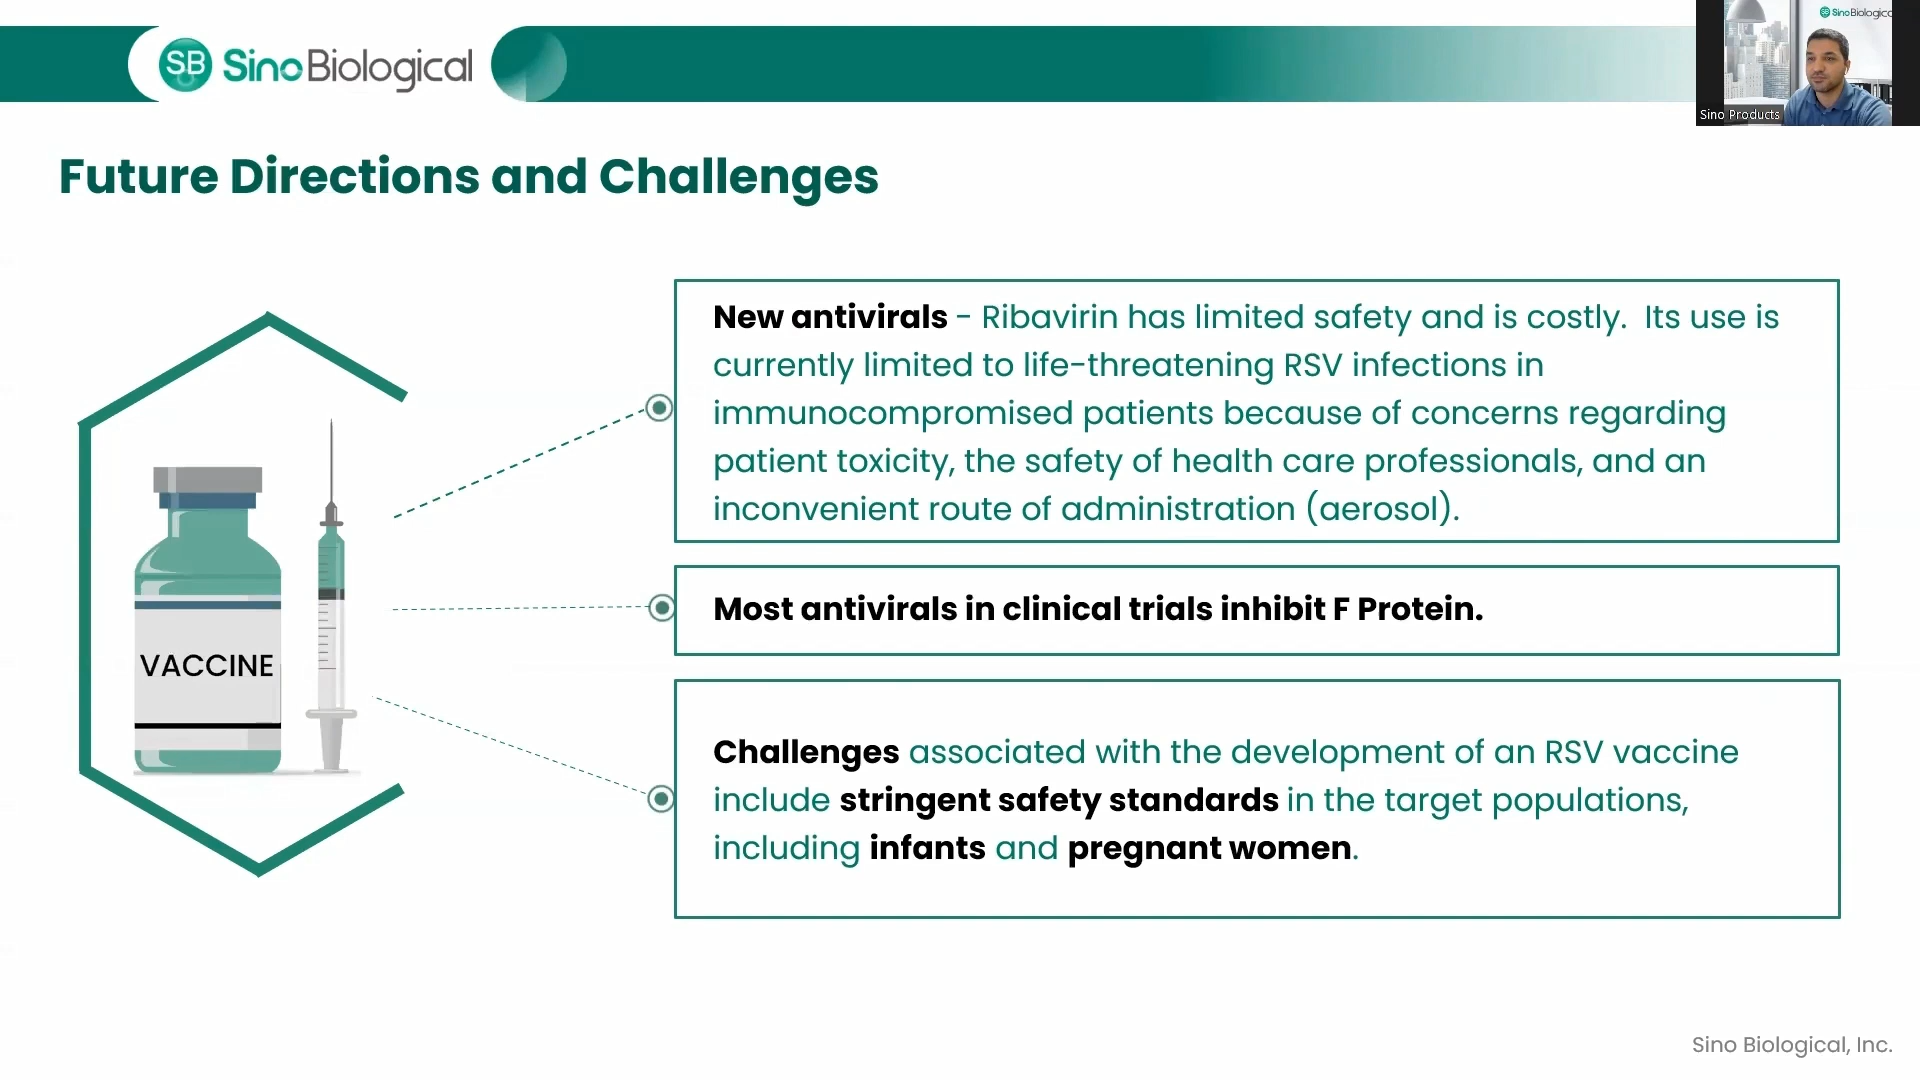 SB SinoBiological
SB SinoBiologic
Sino Products
Future Directions and Challenges
New antivirals - Ribavirin has limited safety and is costly.  Its use is
currently limited to life-threatening RSV infections in
immunocompromised patients because of concerns regarding
patient toxicity, the safety of health care professionals, and an
inconvenient route of administration (aerosol).
Most antivirals in clinical trials inhibit F Protein.
VACCINE
Challenges associated with the development of an RSV vaccine
include stringent safety standards in the target populations,
including infants and pregnant women.
Sino Biological, Inc.